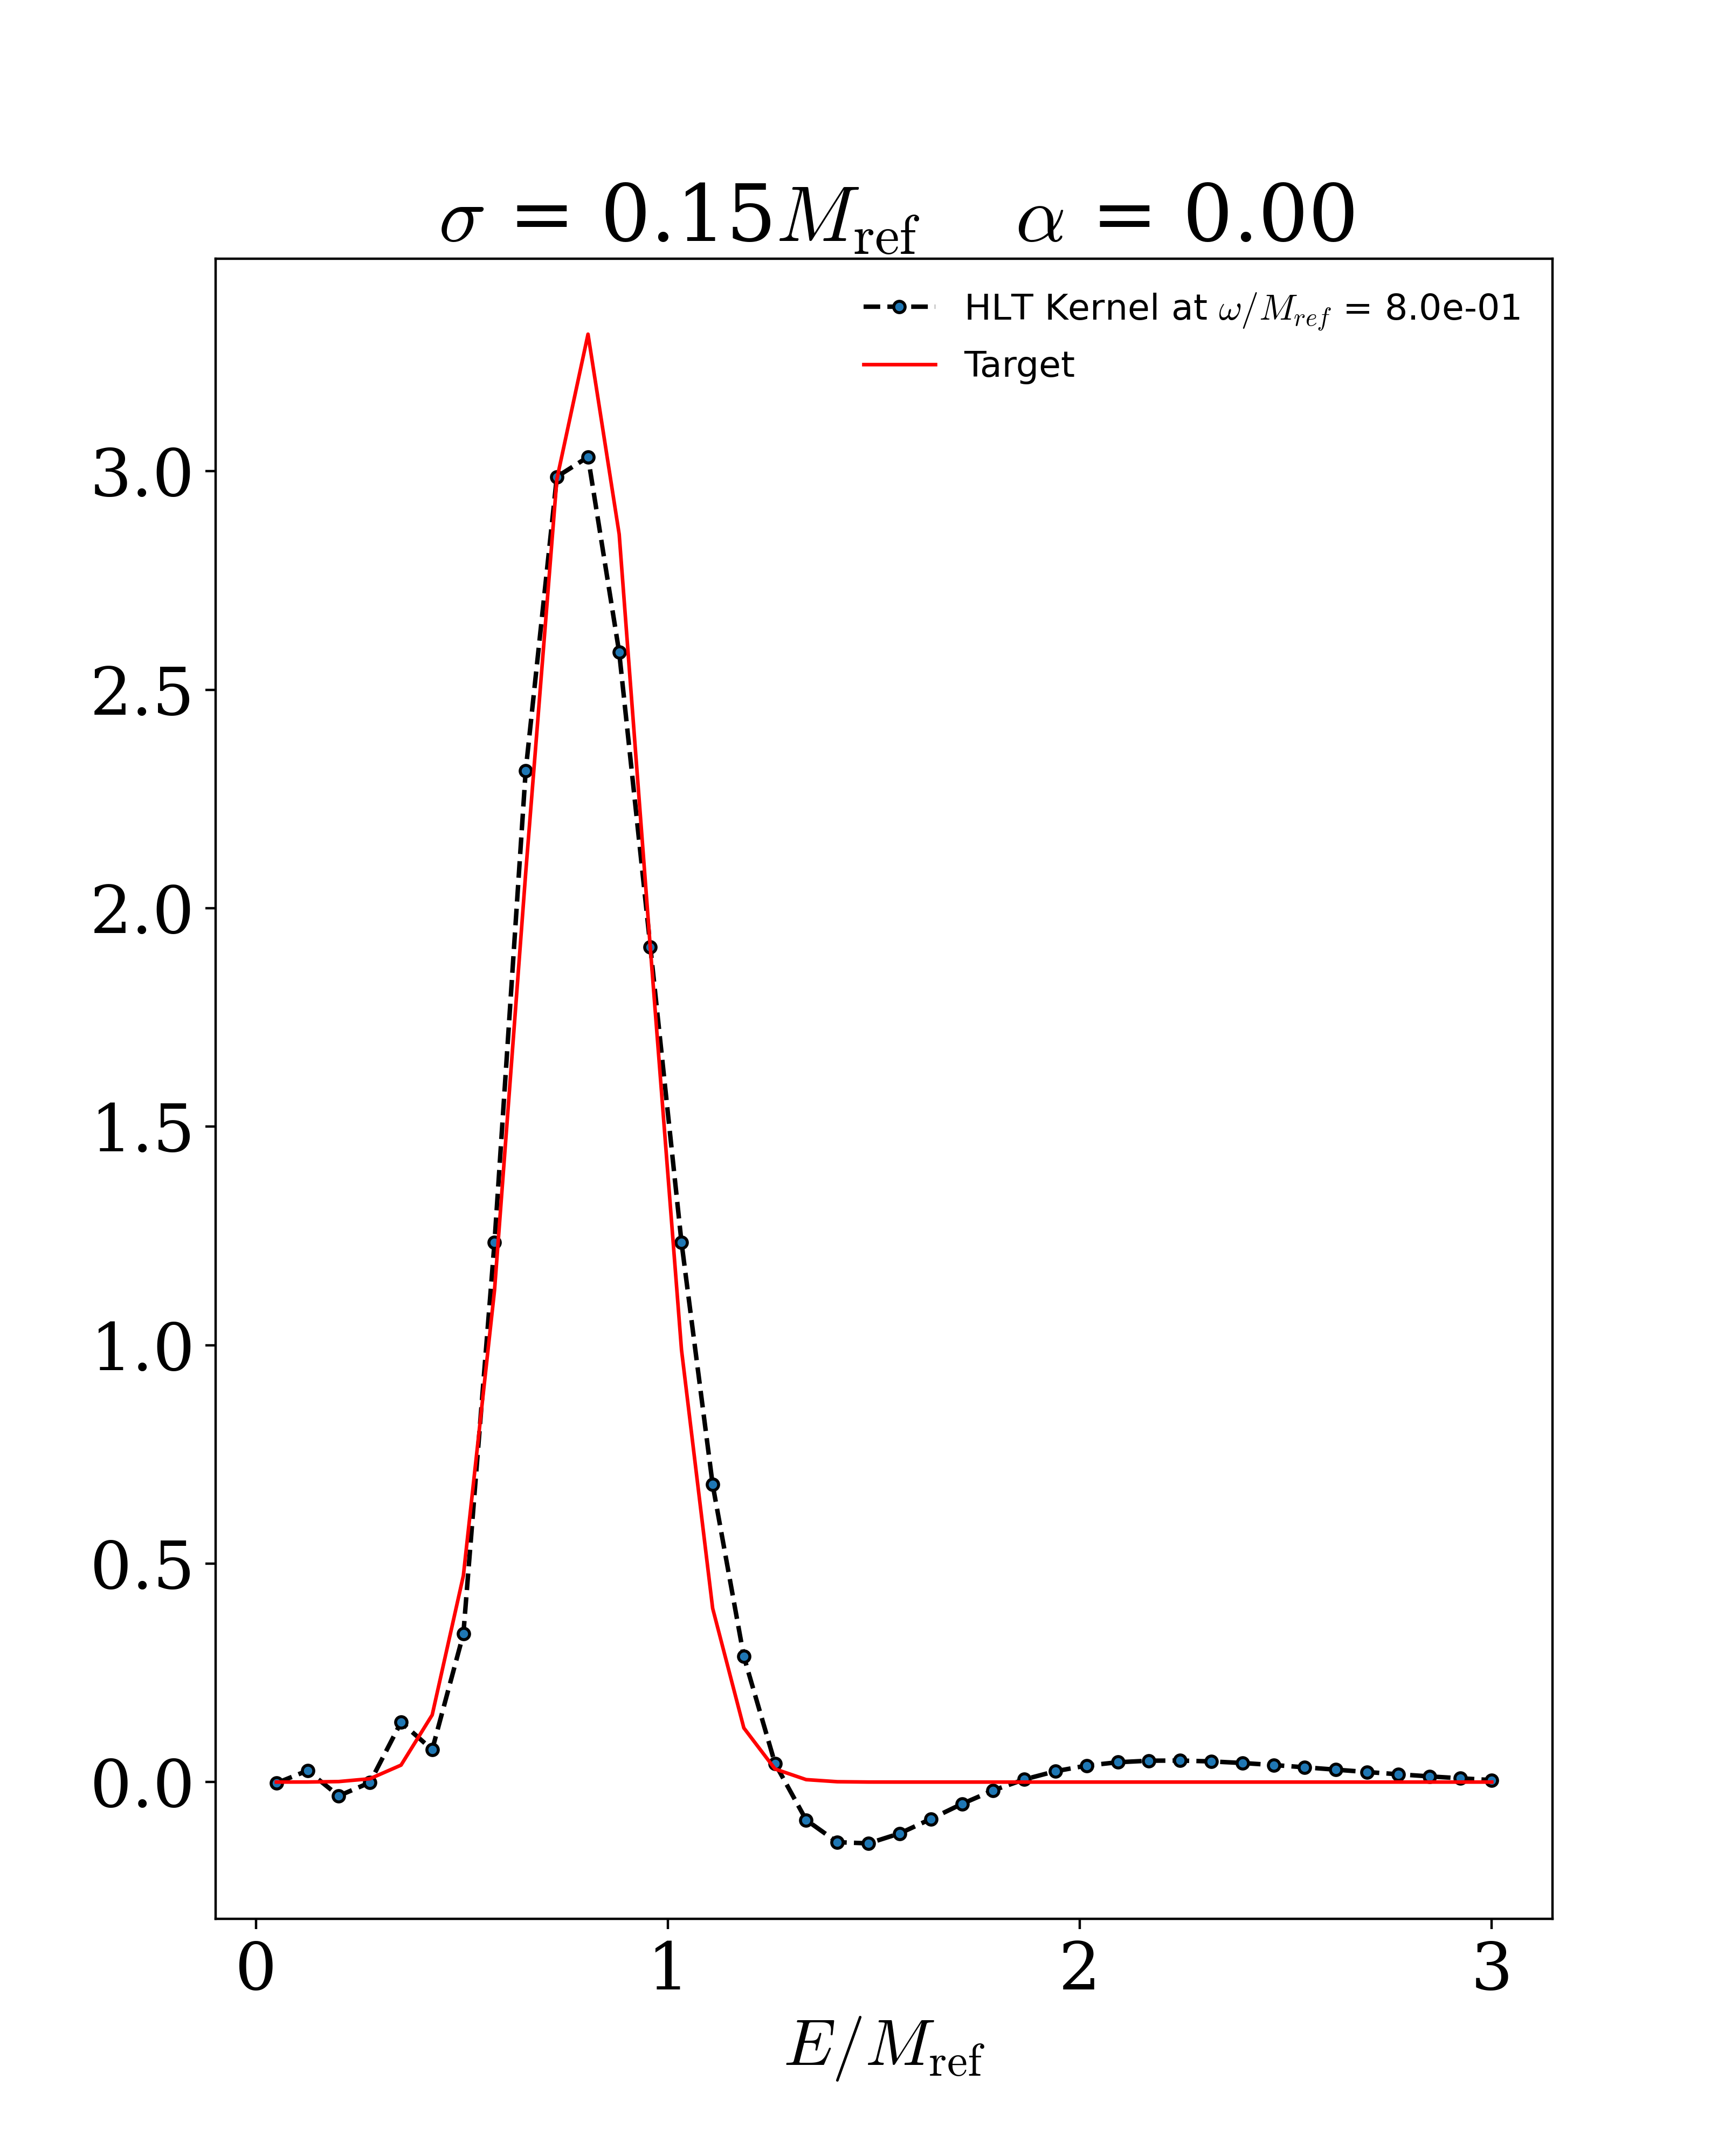 σ = 0.15M_ref α = 0.00
HLT Kernel at ω/M_ref = 8.0e-01
Target
3.0
2.5
2.0
1.5
1.0
0.5
0.0
0 1 2 3
E/M_ref